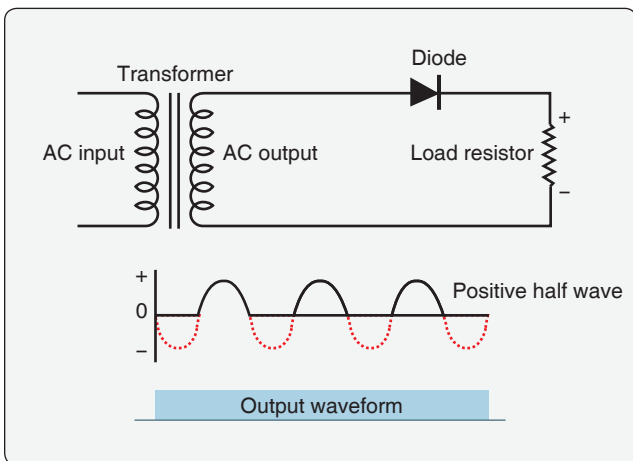 Diode
Transformer
+
AC input
AC output
Load resistor
−
+
Positive half wave
0
−
Output waveform